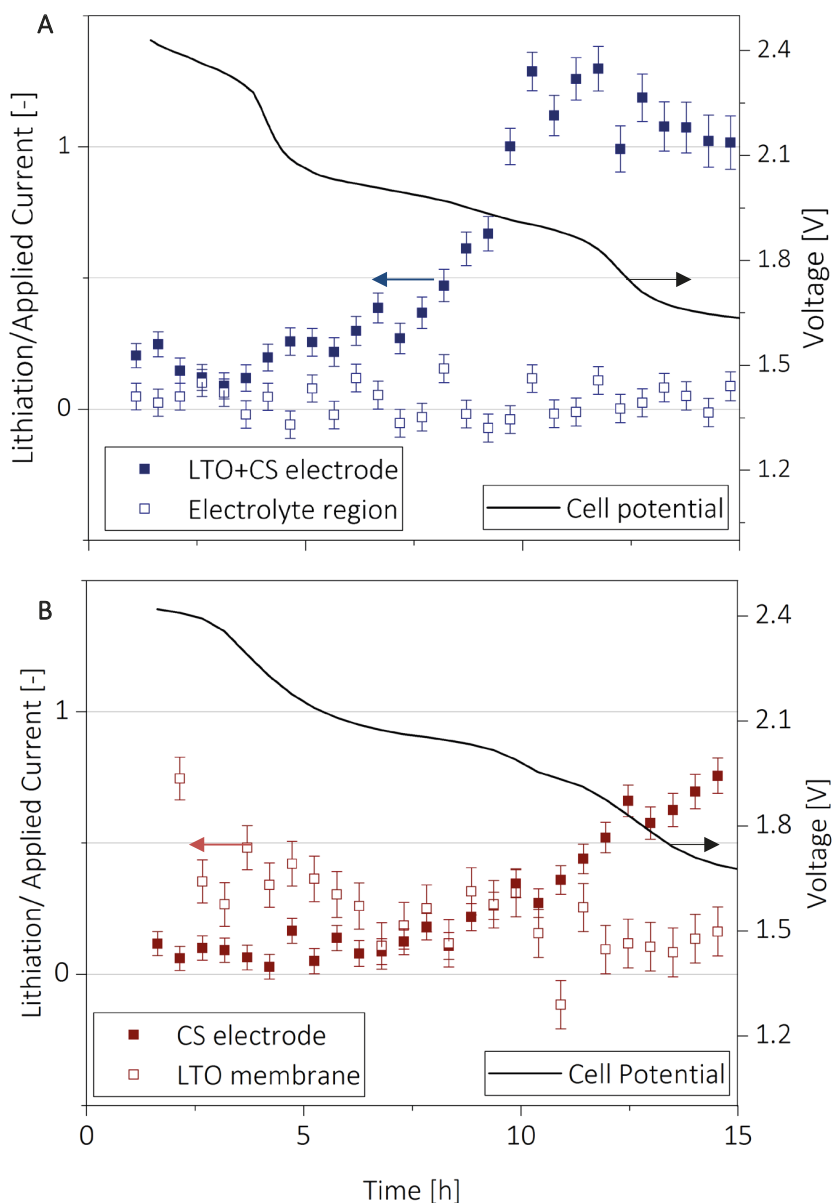 A
Lithiation/Applied Current [-]
1
0
2.4
2.1
1.8
1.5
1.2
Voltage [V]
LTO+CS electrode
Electrolyte region
Cell potential
B
Lithiation/ Applied Current [-]
1
0
2.4
2.1
1.8
1.5
1.2
Voltage [V]
CS electrode
LTO membrane
Cell Potential
0
5
10
15
Time [h]